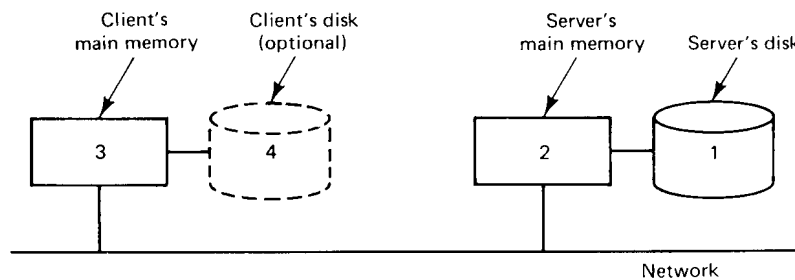 Client's
main memory
Client's disk
(optional)
Server's
main memory
Server's disk
3
4
2
1
Network